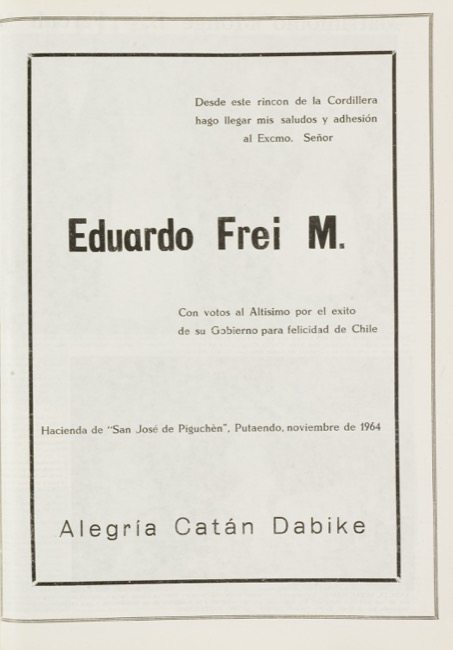 Desde este rincon de la Cordillera
hago llegar mis saludos y adhesión
al Excmo. Señor
Eduardo Frei M.
Con votos al Altísimo por el exito
de su Gobierno para felicidad de Chile
Hacienda de "San José de Piguchèn", Putaendo, noviembre de 1964
Alegría Catán Dabike